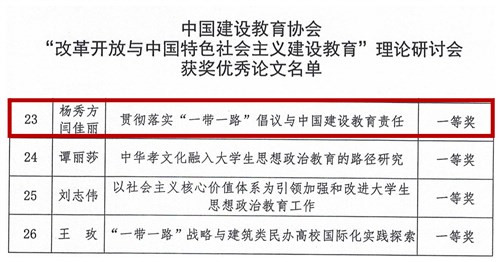 中国建设教育协会
“改革开放与中国特色社会主义建设教育”理论研讨会
获奖优秀论文名单
23 杨秀方 闫佳丽 贯彻落实“一带一路”倡议与中国建设教育责任 一等奖
24 谭丽莎 中华孝文化融入大学生思想政治教育的路径研究 一等奖
25 刘志伟 以社会主义核心价值体系为引领加强和改进大学生
思想政治教育工作 一等奖
26 王 玫 “一带一路”战略与建筑类民办高校国际化实践探索 一等奖